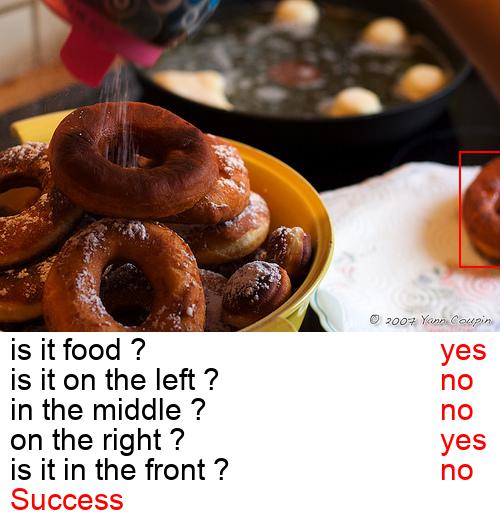 © 2007 Yann Coupin
is it food ? yes
is it on the left ? no
in the middle ? no
on the right ? yes
is it in the front ? no
Success